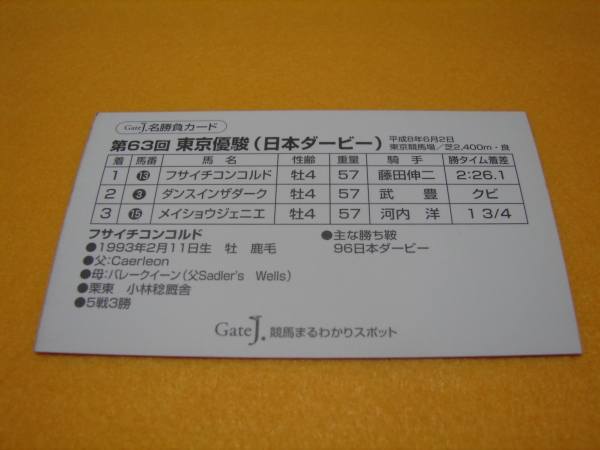 Gate J. 名勝負カード
第63回 東京優駿(日本ダービー) 平成8年6月2日
東京競馬場/芝2,400m・良
着 馬番 馬名 性齢 重量 騎手 勝タイム着差
1 13 フサイチコンコルド 牡4 57 藤田伸二 2:26.1
2 3 ダンスインザダーク 牡4 57 武 豊 クビ
3 15 メイショウジェニエ 牡4 57 河内 洋 1 3/4
フサイチコンコルド
●1993年2月11日生 牡 鹿毛
●父:Caerleon
●母:バレークイーン(父Sadler's Wells)
●栗東 小林稔厩舎
●5戦3勝
●主な勝ち鞍
96日本ダービー
Gate J. 競馬まるわかりスポット